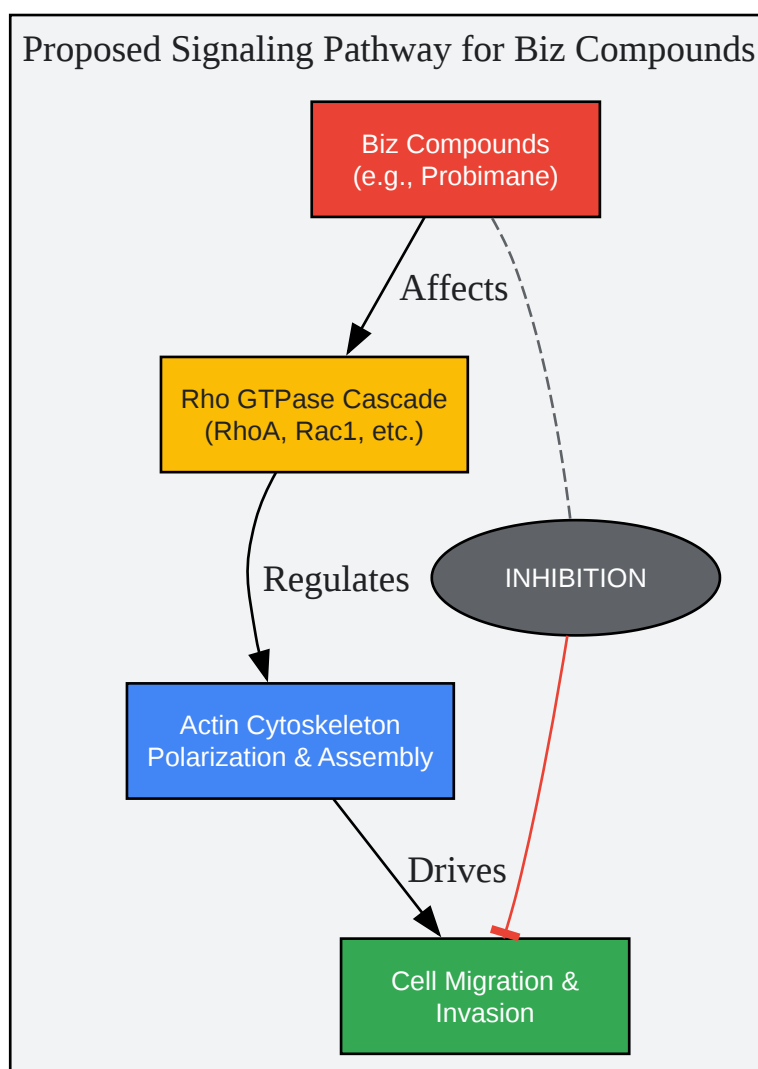 Proposed Signaling Pathway for Biz Compounds
Biz Compounds
(e.g., Probimane)
Affects
Rho GTPase Cascade
(RhoA, Rac1, etc.)
Regulates
INHIBITION
Actin Cytoskeleton
Polarization & Assembly
Drives
Cell Migration &
Invasion